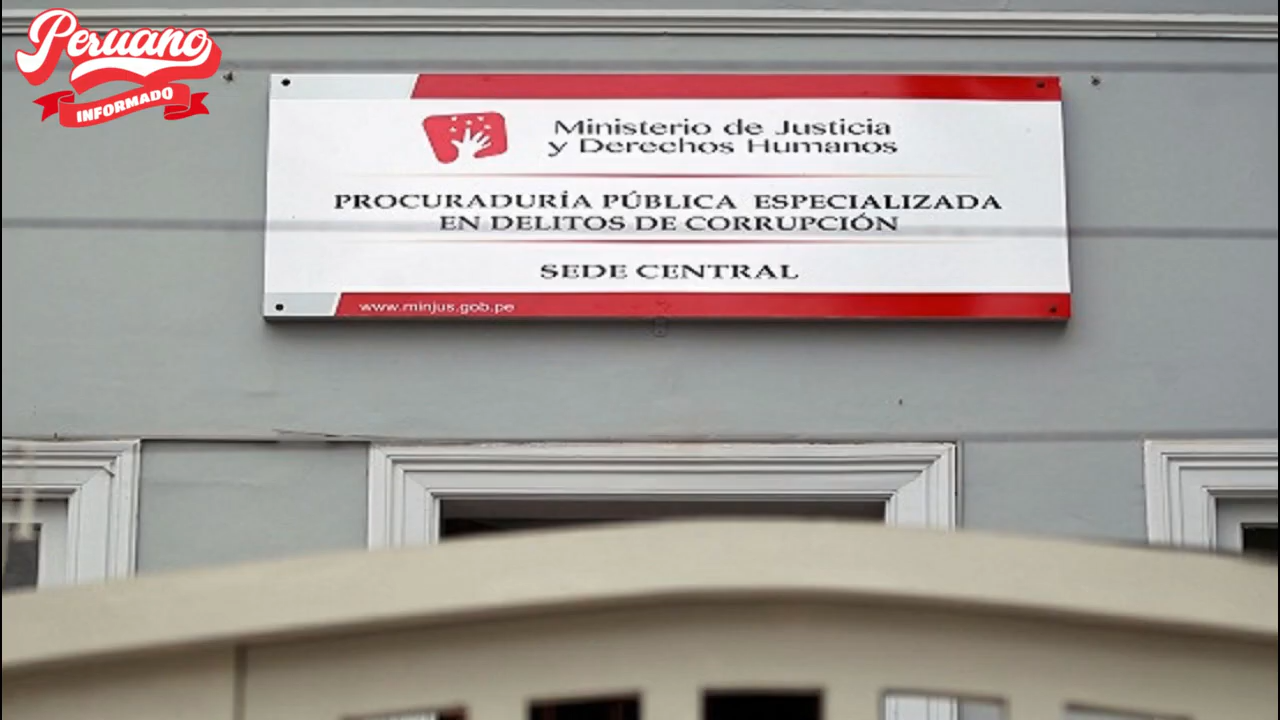 Peruano
INFORMADO
Ministerio de Justicia
y Derechos Humanos
PROCURADURÍA PÚBLICA ESPECIALIZADA
EN DELITOS DE CORRUPCIÓN
SEDE CENTRAL
www.minjus.gob.pe